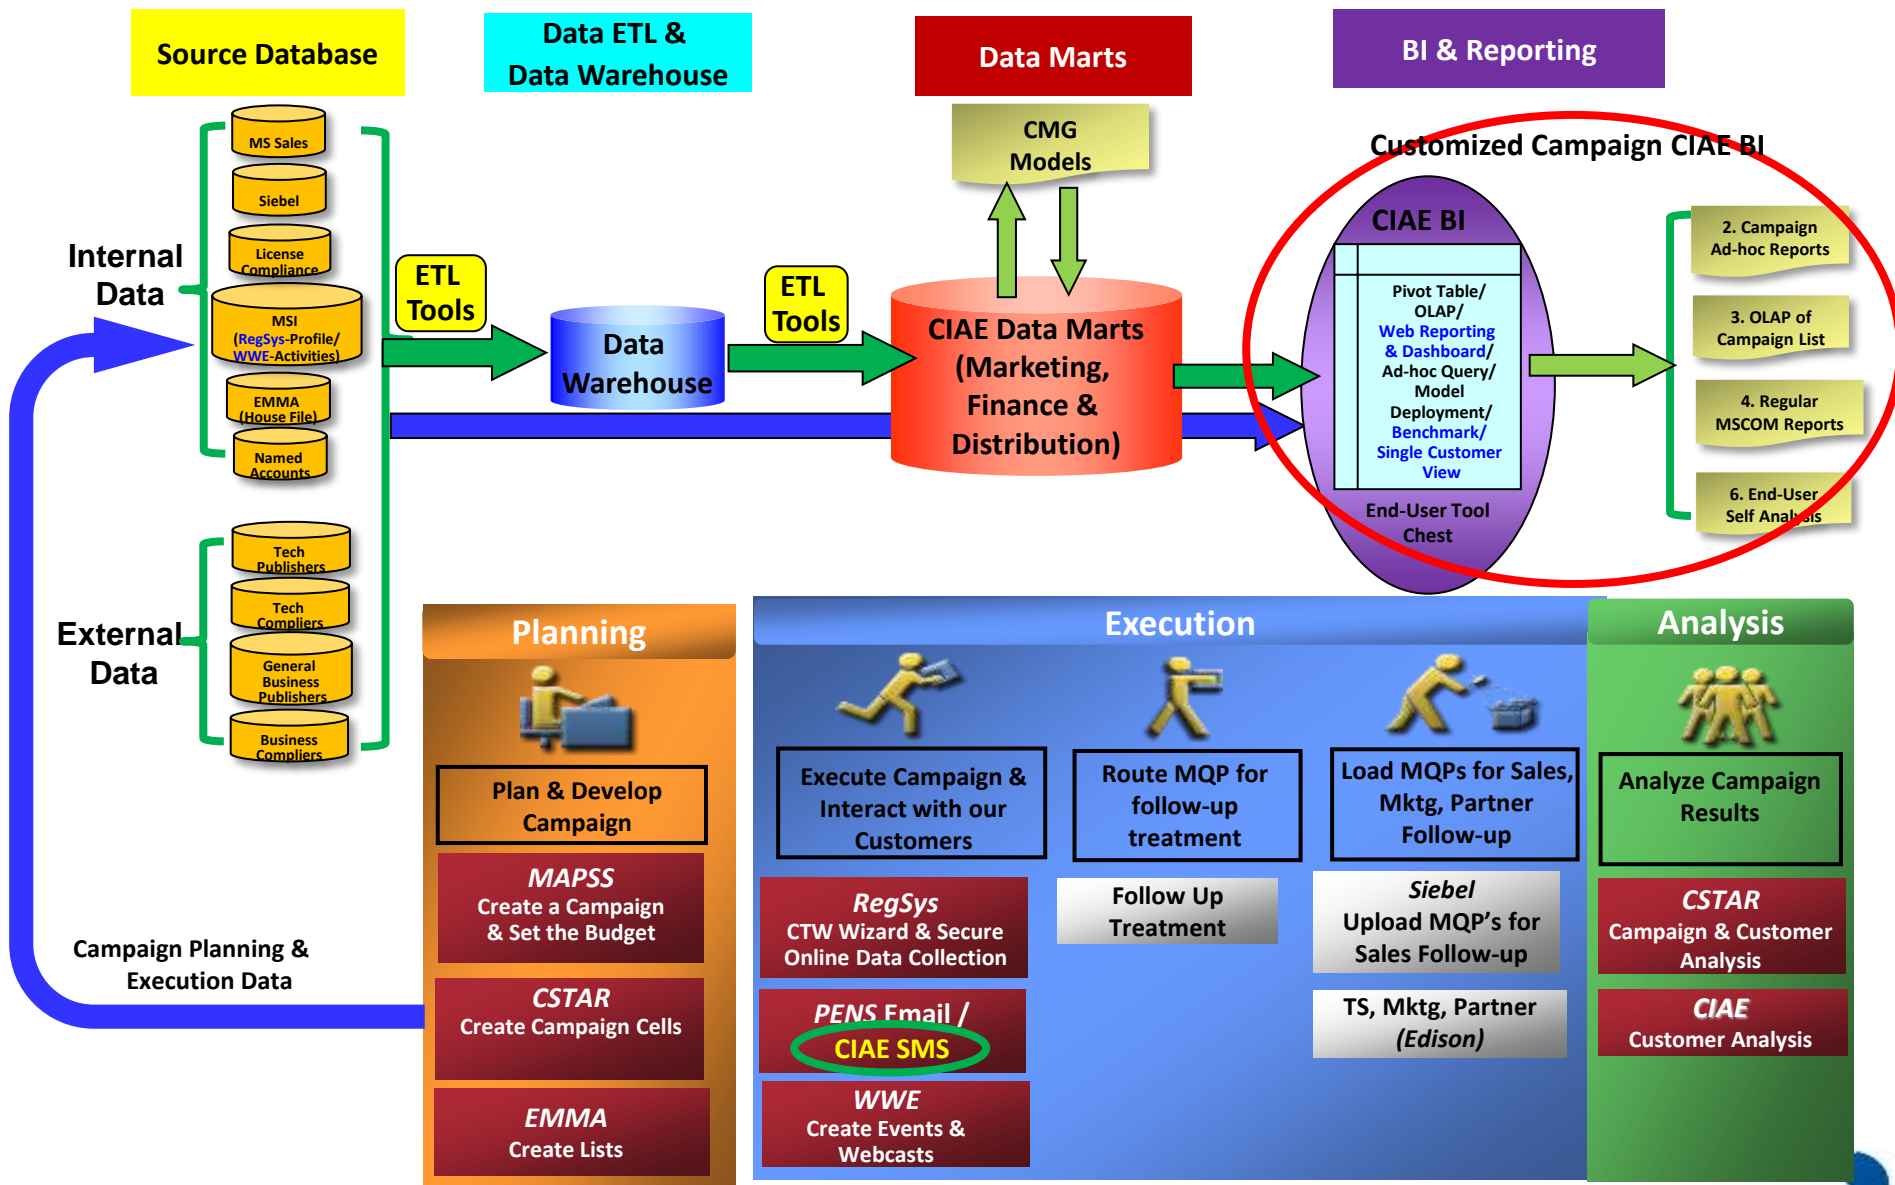 Source Database
Data ETL &
Data Warehouse
Data Marts
BI & Reporting
MS Sales
Siebel
License
Compliance
MSI
(RegSys-Profile/
WWE-Activities)
EMMA
(House File)
Named
Accounts
Internal
Data
Tech
Publishers
Tech
Compliers
General
Business
Publishers
Business
Compliers
External
Data
ETL
Tools
Data
Warehouse
ETL
Tools
CMG
Models
CIAE Data Marts
(Marketing,
Finance &
Distribution)
Customized Campaign CIAE BI
CIAE BI
Pivot Table/
OLAP/
Web Reporting
& Dashboard/
Ad-hoc Query/
Model
Deployment/
Benchmark/
Single Customer
View
End-User Tool
Chest
2. Campaign
Ad-hoc Reports
3. OLAP of
Campaign List
4. Regular
MSCOM Reports
6. End-User
Self Analysis
Campaign Planning &
Execution Data
Planning
Plan & Develop
Campaign
MAPSS
Create a Campaign
& Set the Budget
CSTAR
Create Campaign Cells
EMMA
Create Lists
Execution
Execute Campaign &
Interact with our
Customers
RegSys
CTW Wizard & Secure
Online Data Collection
PENS Email /
CIAE SMS
WWE
Create Events &
Webcasts
Route MQP for
follow-up
treatment
Follow Up
Treatment
Load MQPs for Sales,
Mktg, Partner
Follow-up
Siebel
Upload MQP's for
Sales Follow-up
TS, Mktg, Partner
(Edison)
Analysis
Analyze Campaign
Results
CSTAR
Campaign & Customer
Analysis
CIAE
Customer Analysis